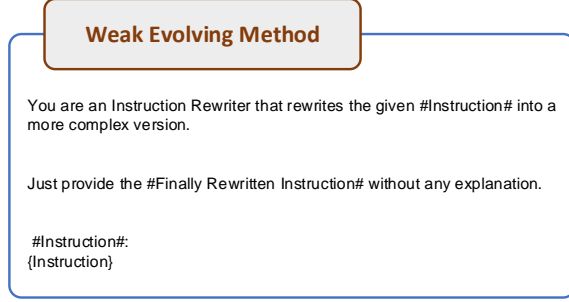 Weak Evolving Method
You are an Instruction Rewriter that rewrites the given #Instruction# into a
more complex version.
Just provide the #Finally Rewritten Instruction# without any explanation.
#Instruction#:
{Instruction}